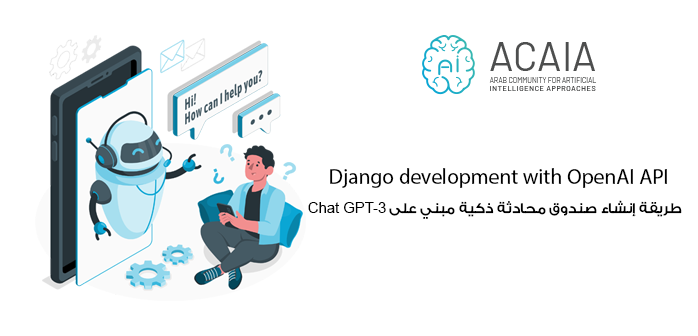 Hi!
How can I help you?
Ai
ACAIA
ARAB COMMUNITY FOR ARTIFICIAL
INTELLIGENCE APPROACHES
Django development with OpenAI API
طريقة إنشاء صندوق محادثة ذكية مبني على Chat GPT-3